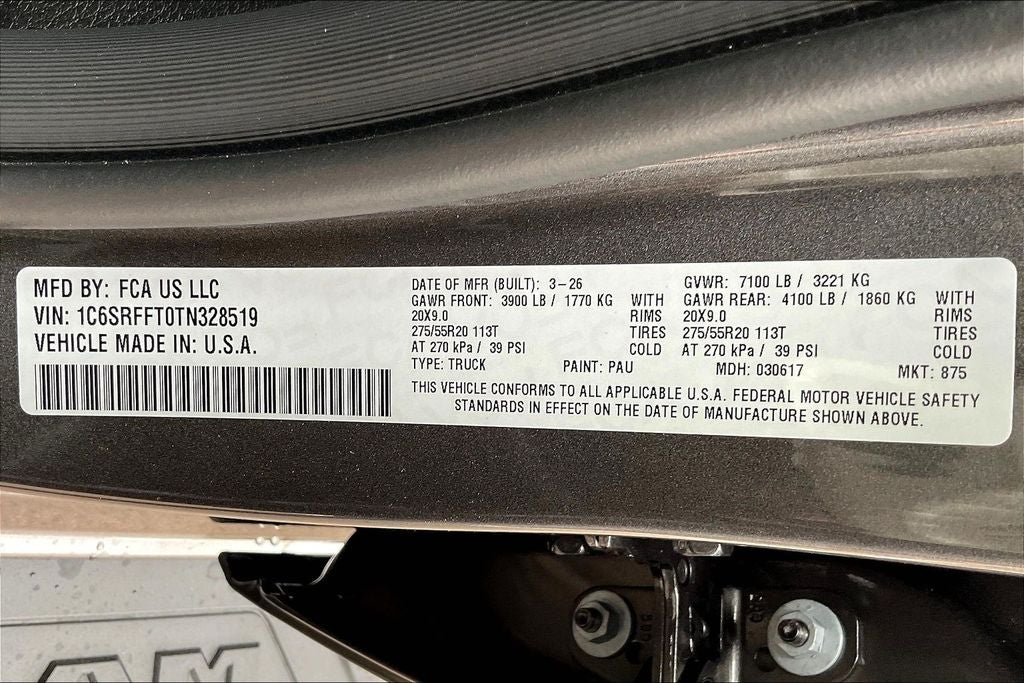 MFD BY: FCA US LLC
VIN: 1C6SRFFT0TN328519
VEHICLE MADE IN: U.S.A.
DATE OF MFR (BUILT): 3-26
GVWR: 7100 LB / 3221 KG
GAWR FRONT: 3900 LB / 1770 KG WITH
GAWR REAR: 4100 LB / 1860 KG WITH
20X9.0 RIMS
20X9.0 RIMS
275/55R20 113T TIRES
275/55R20 113T TIRES
AT 270 kPa / 39 PSI COLD
AT 270 kPa / 39 PSI COLD
TYPE: TRUCK PAINT: PAU MDH: 030617 MKT: 875
THIS VEHICLE CONFORMS TO ALL APPLICABLE U.S.A. FEDERAL MOTOR VEHICLE SAFETY
STANDARDS IN EFFECT ON THE DATE OF MANUFACTURE SHOWN ABOVE.